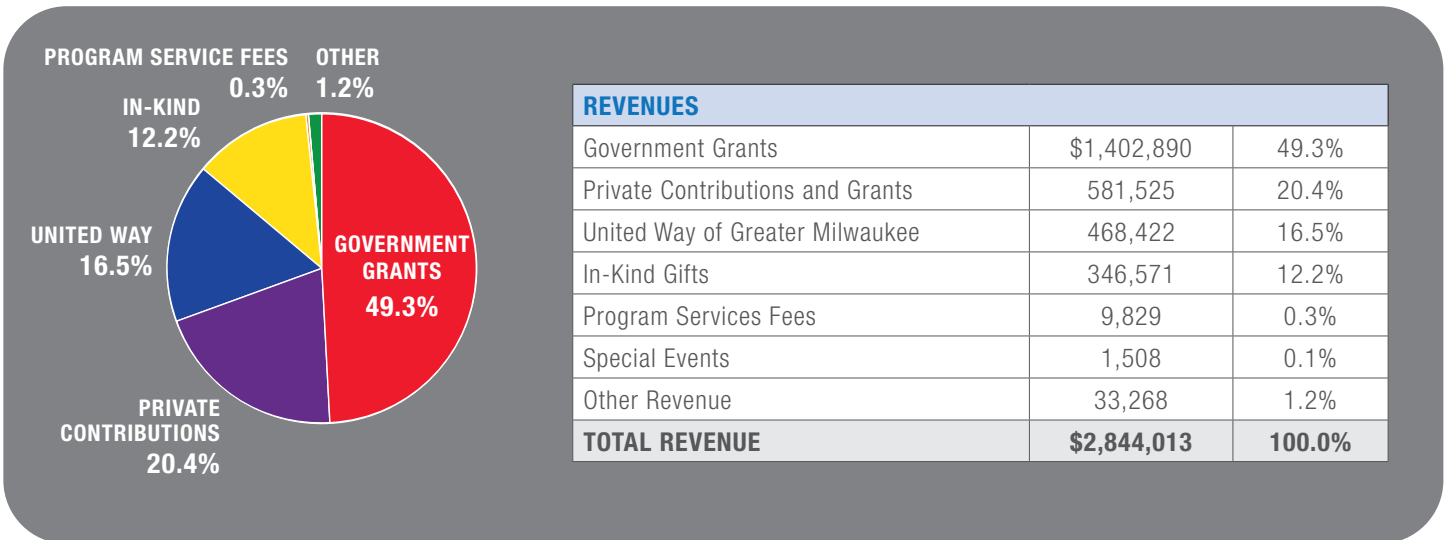 PROGRAM SERVICE FEES
0.3%
OTHER
1.2%
IN-KIND
12.2%
UNITED WAY
16.5%
GOVERNMENT
GRANTS
49.3%
PRIVATE
CONTRIBUTIONS
20.4%
REVENUES
Government Grants $1,402,890 49.3%
Private Contributions and Grants 581,525 20.4%
United Way of Greater Milwaukee 468,422 16.5%
In-Kind Gifts 346,571 12.2%
Program Services Fees 9,829 0.3%
Special Events 1,508 0.1%
Other Revenue 33,268 1.2%
TOTAL REVENUE $2,844,013 100.0%